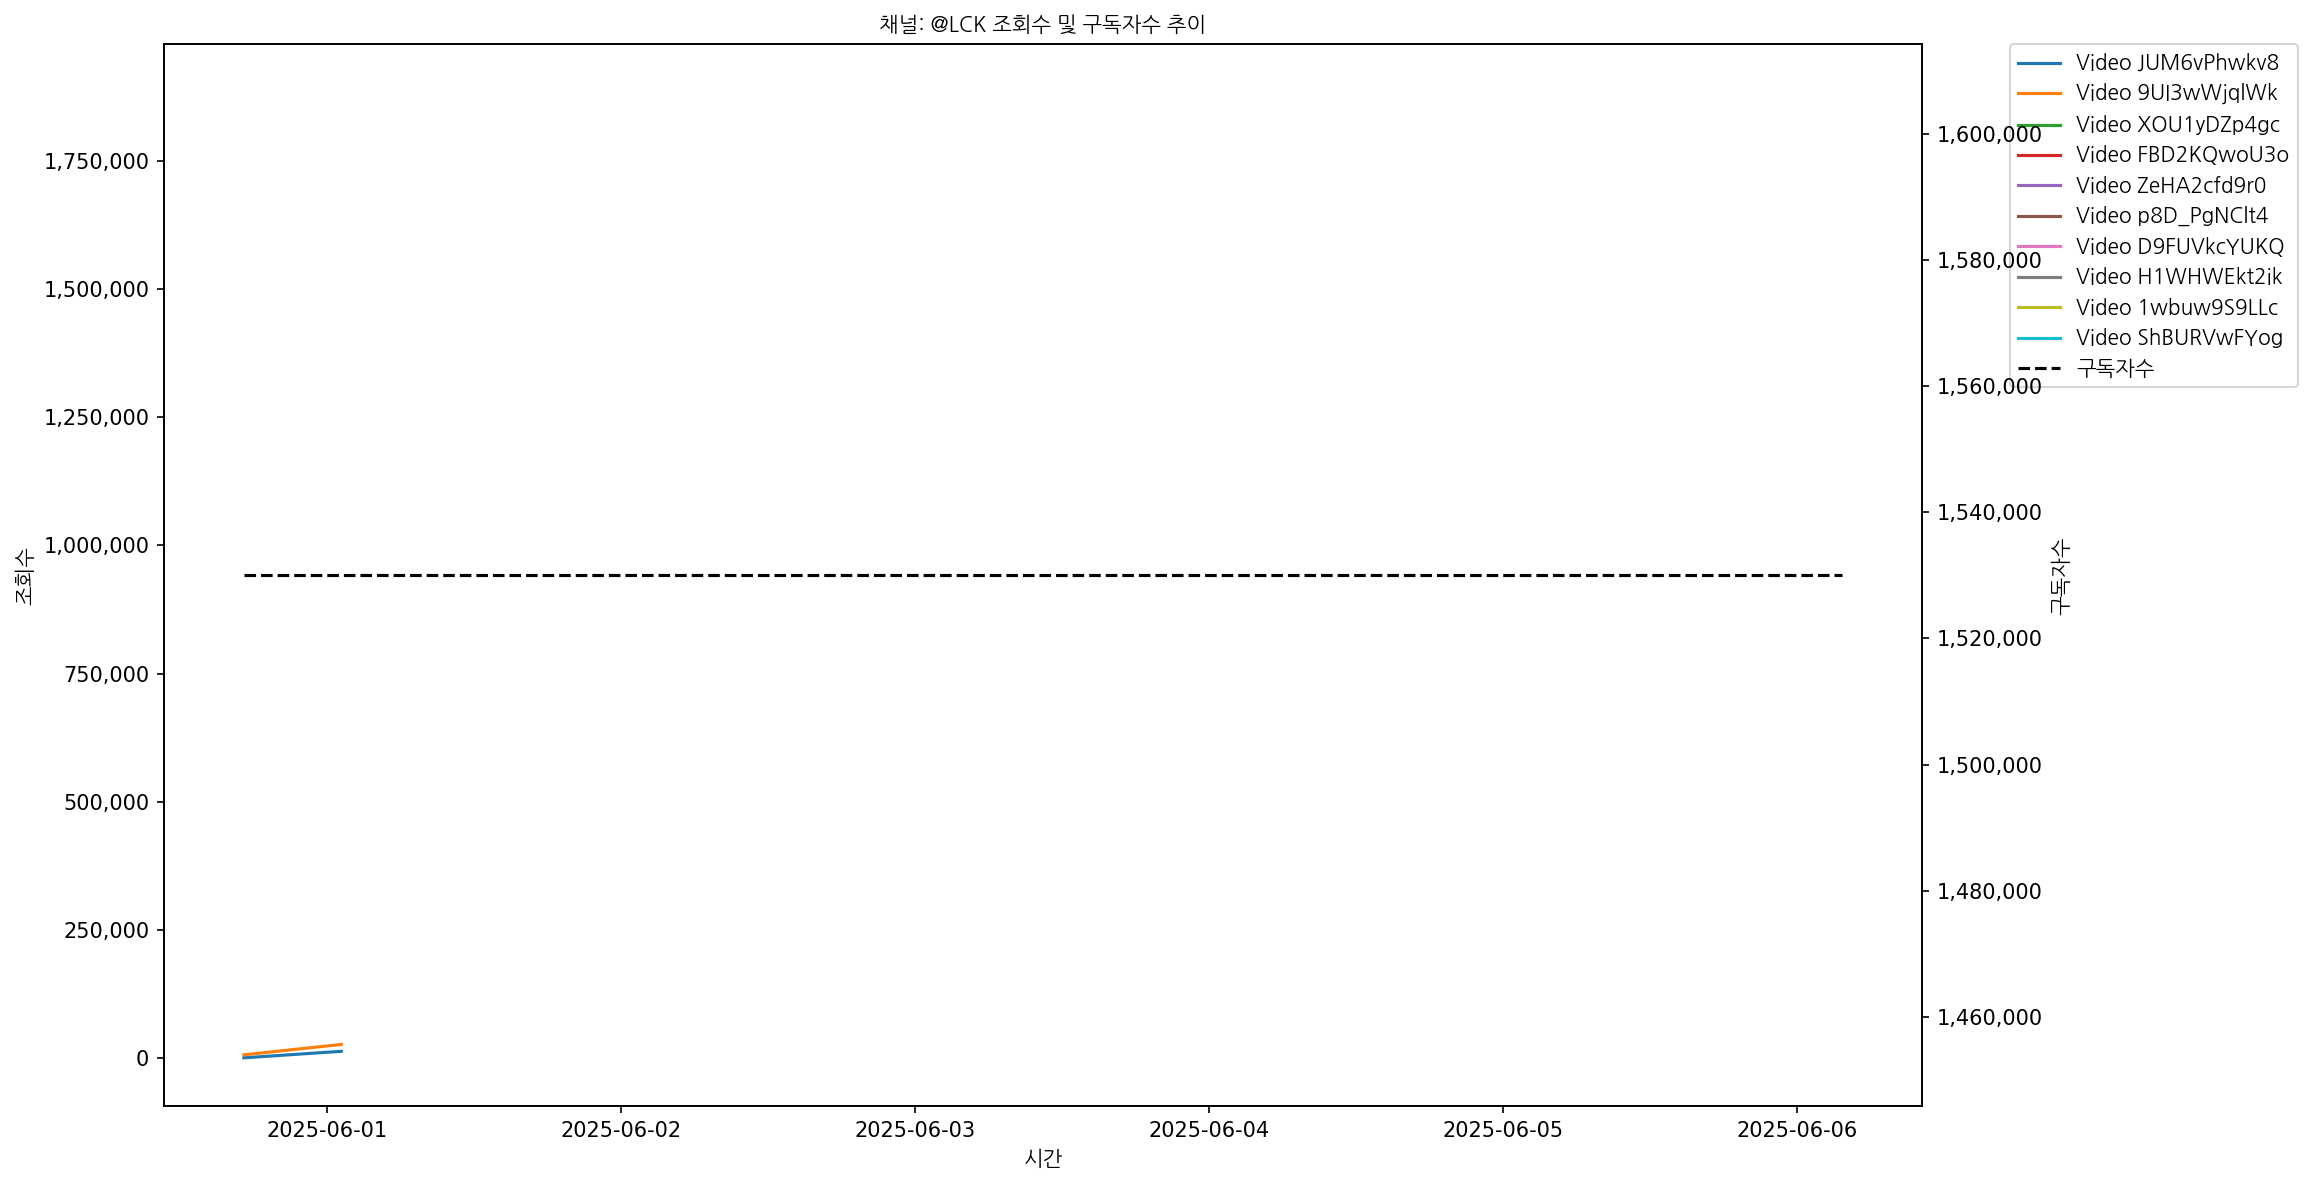 채널: @LCK 조회수 및 구독자수 추이
조회수
1,750,000
1,500,000
1,250,000
1,000,000
750,000
500,000
250,000
0
2025-06-01
2025-06-02
2025-06-03
2025-06-04
2025-06-05
2025-06-06
시간
1,600,000
1,580,000
1,560,000
1,540,000
1,520,000
1,500,000
1,480,000
1,460,000
구독자수
Video JUM6vPhwkv8
Video 9UI3wWjqlWk
Video XOU1yDZp4gc
Video FBD2KQwoU3o
Video ZeHA2cfd9r0
Video p8D_PgNClt4
Video D9FUVkcYUKQ
Video H1WHWEkt2jk
Video 1wbuw9S9LLc
Video ShBURVwFYog
구독자수